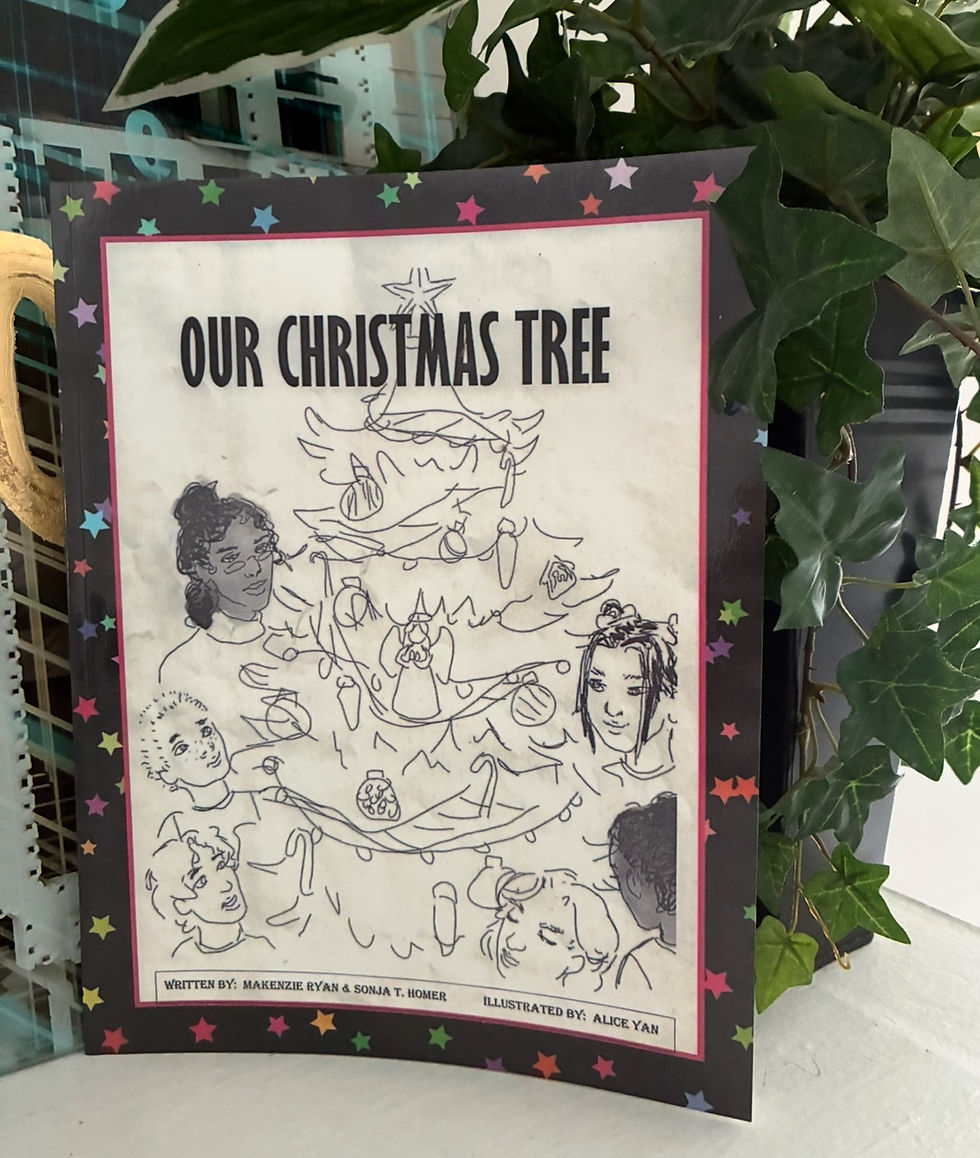 OUR CHRISTMAS TREE
WRITTEN BY: MAKENZIE RYAN & SONJA T. HOMER
ILLUSTRATED BY: ALICE YAN